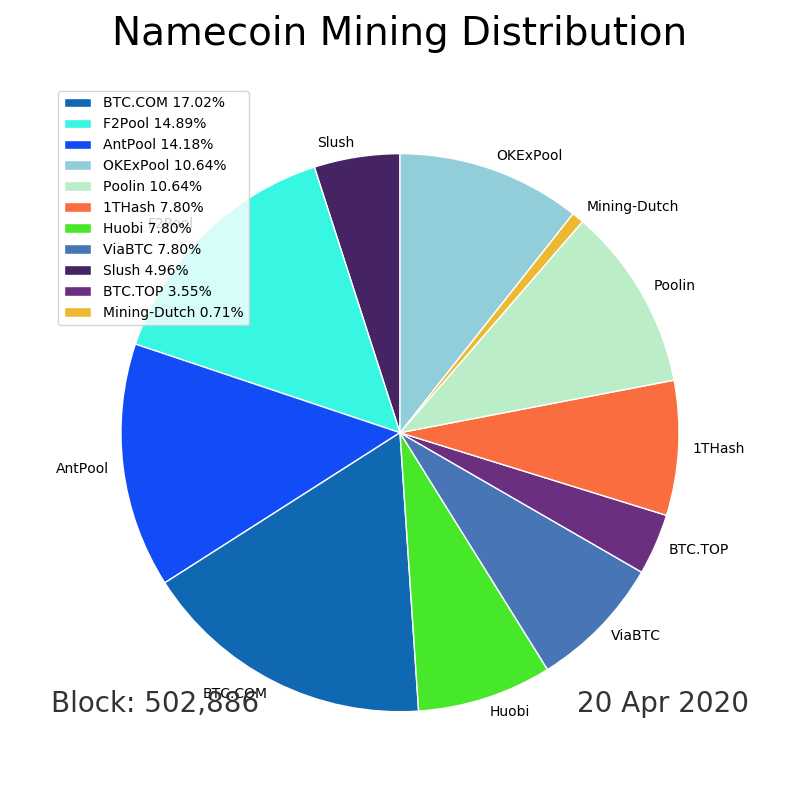 Namecoin Mining Distribution
BTC.COM 17.02%
F2Pool 14.89%
AntPool 14.18%
OKExPool 10.64%
Poolin 10.64%
1THash 7.80%
Huobi 7.80%
ViaBTC 7.80%
Slush 4.96%
BTC.TOP 3.55%
Mining-Dutch 0.71%
Slush
OKExPool
Mining-Dutch
F2Pool
Poolin
1THash
AntPool
BTC.TOP
ViaBTC
BTC.COM
Huobi
Block: 502,886
20 Apr 2020